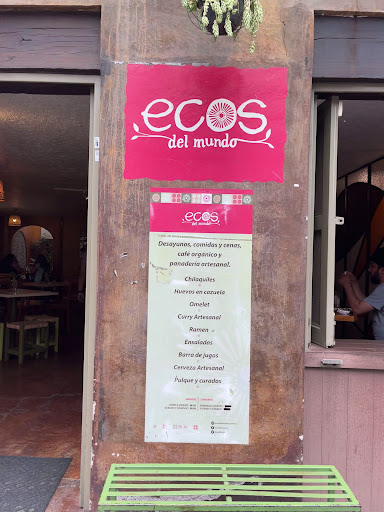 ecos
del mundo
ecos
del mundo
Desayunos, comidas y cenas,
café orgánico y
panadería artesanal.
Chilaquiles
Huevos en cazuela
Omelet
Curry Artesanal
Ramen
Ensaladas
Barra de jugos
Cerveza Artesanal
Pulque y curados